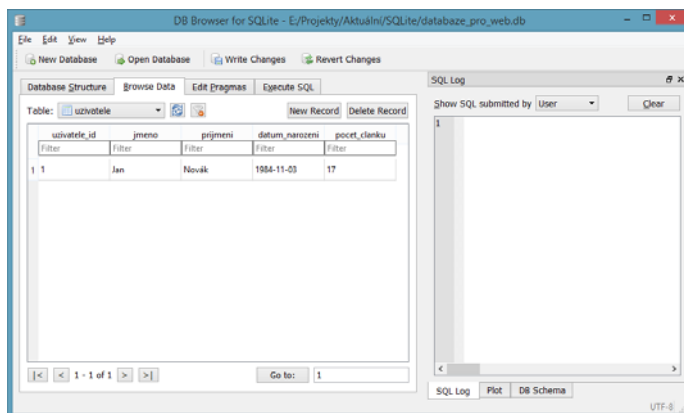 DB Browser for SQLite - E:/Projekty/Aktuální/SQLite/databaze_pro_web.db
File Edit View Help
New Database Open Database Write Changes Revert Changes
Database Structure Browse Data Edit Pragmas Execute SQL
Table: uzivatele New Record Delete Record
uzivatele_id jmeno prijmeni datum_narozeni pocet_clanku
Filter Filter Filter Filter Filter
1 1 Jan Novák 1984-11-03 17
|< < 1 - 1 of 1 > >| Go to: 1
SQL Log
Show SQL submitted by User Clear
1
SQL Log Plot DB Schema
UTF-8